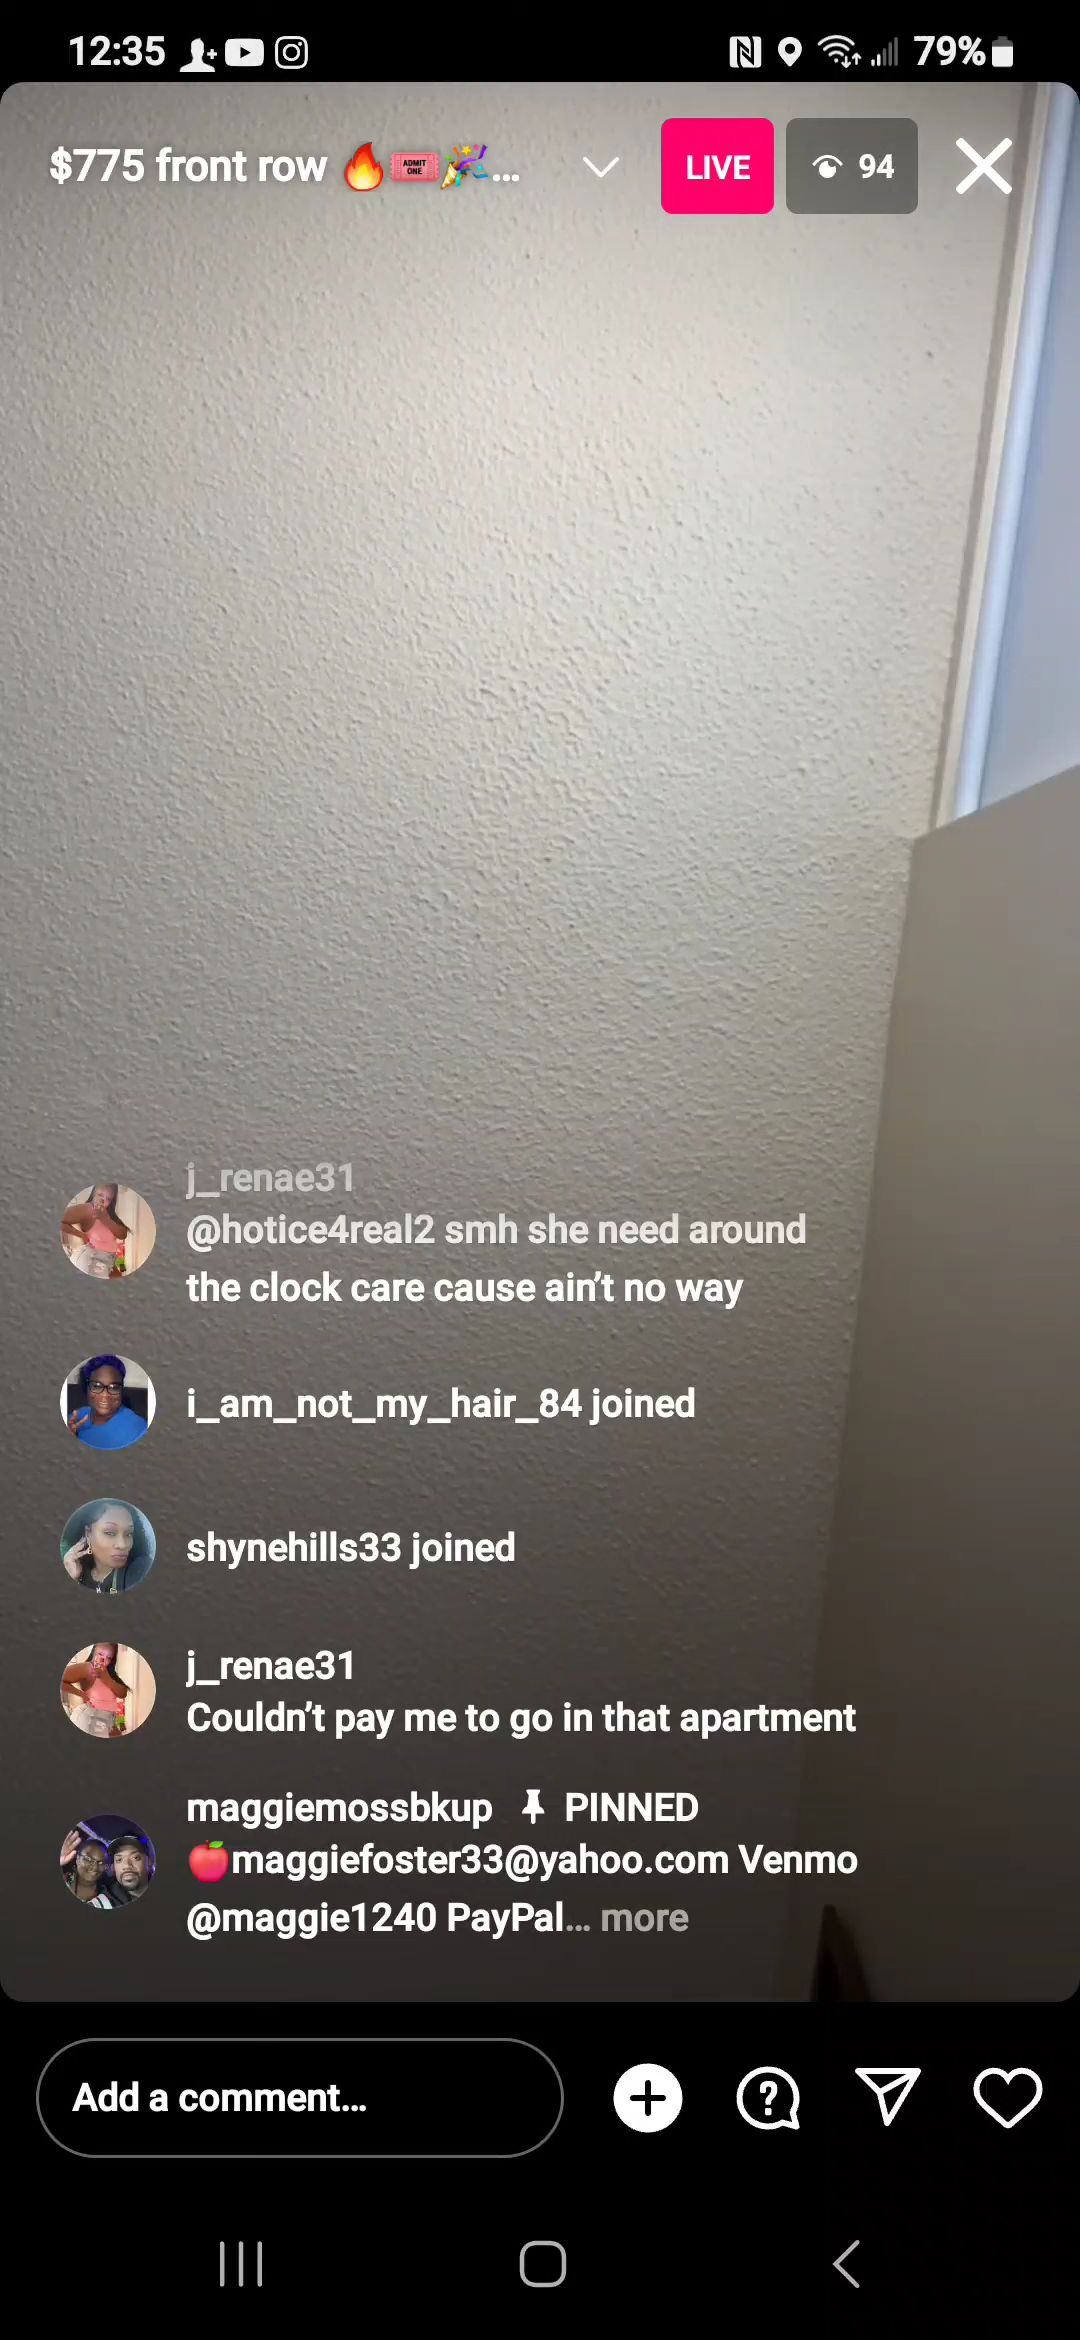 12:35
79%
$775 front row 🔥🎟️🎉...
LIVE
94
j_renae31
@hotice4real2 smh she need around
the clock care cause ain't no way
i_am_not_my_hair_84 joined
shynehills33 joined
j_renae31
Couldn't pay me to go in that apartment
maggiemossbkup 📌 PINNED
🍎maggiefoster33@yahoo.com Venmo
@maggie1240 PayPal... more
Add a comment...